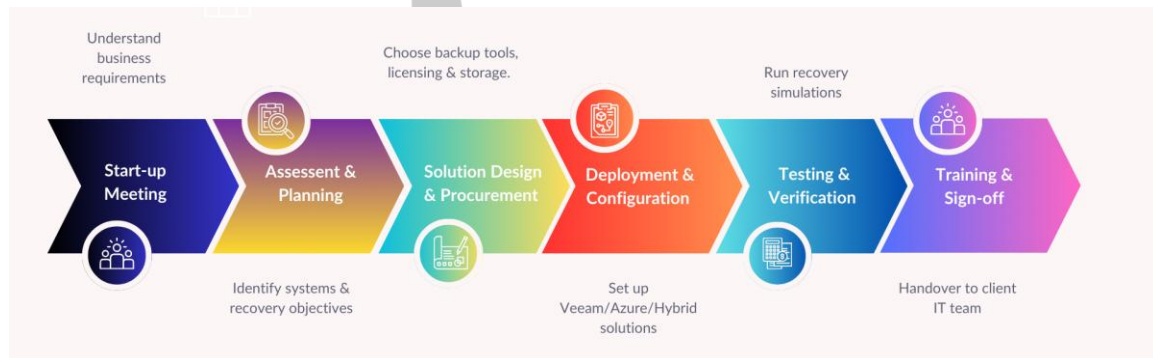 Understand
business
requirements
Choose backup tools,
licensing & storage.
Run recovery
simulations
Start-up
Meeting
Assessent &
Planning
Solution Design
& Procurement
Deployment &
Configuration
Testing &
Verification
Training &
Sign-off
Identify systems &
recovery objectives
Set up
Veeam/Azure/Hybrid
solutions
Handover to client
IT team